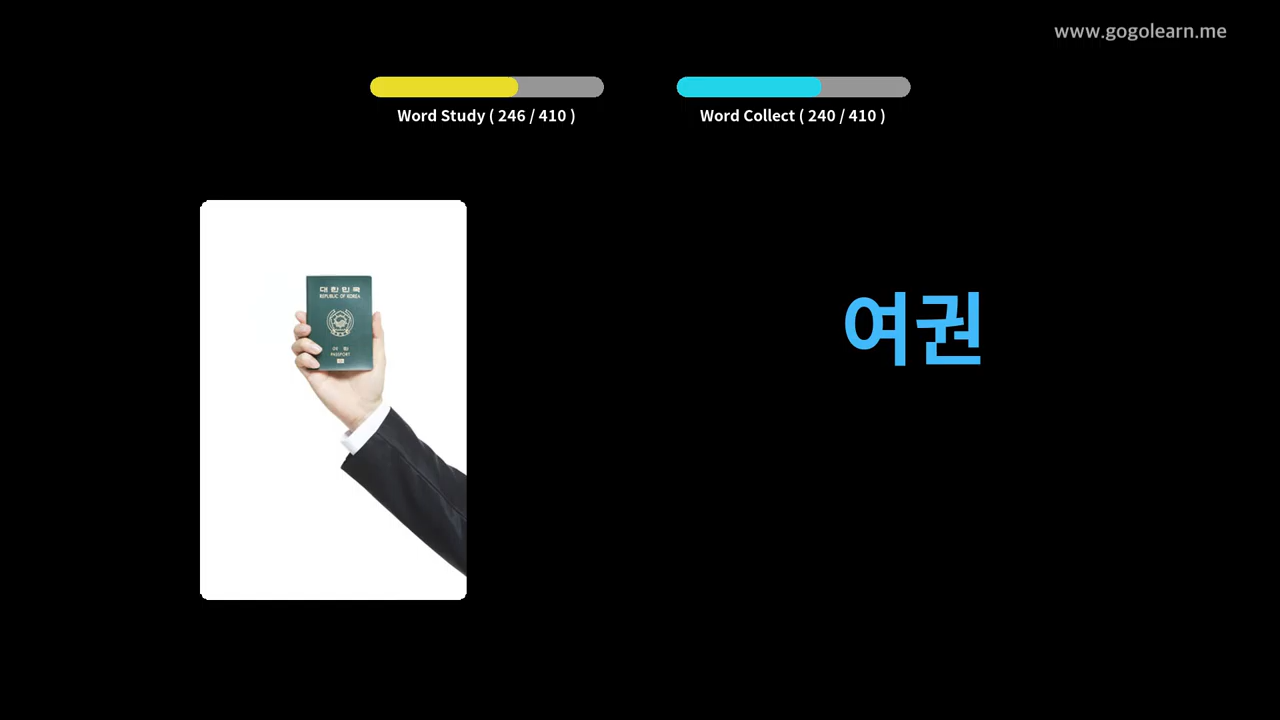 www.gogolearn.me
Word Study ( 246 / 410 )
Word Collect ( 240 / 410 )
대한민국
REPUBLIC OF KOREA
여권
PASSPORT
여권